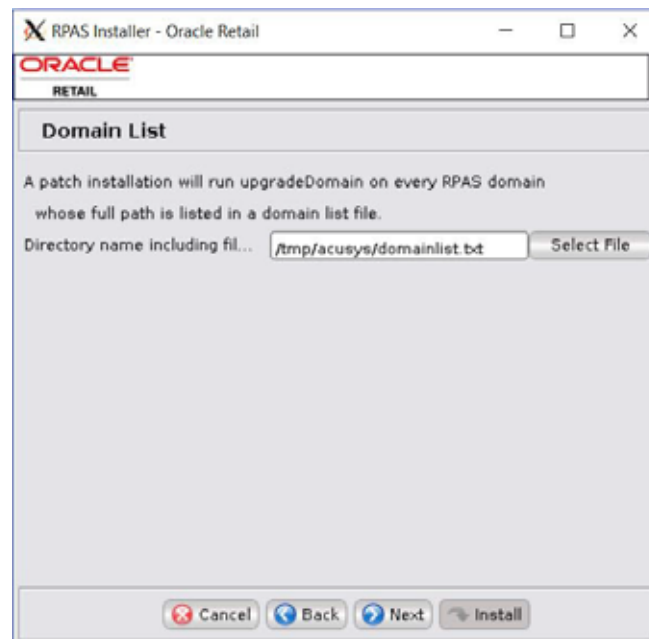 RPAS Installer - Oracle Retail
ORACLE
RETAIL
Domain List
A patch installation will run upgradeDomain on every RPAS domain
whose full path is listed in a domain list file.
Directory name including fil... /tmp/acusys/domainlist.txt Select File
Cancel Back Next Install